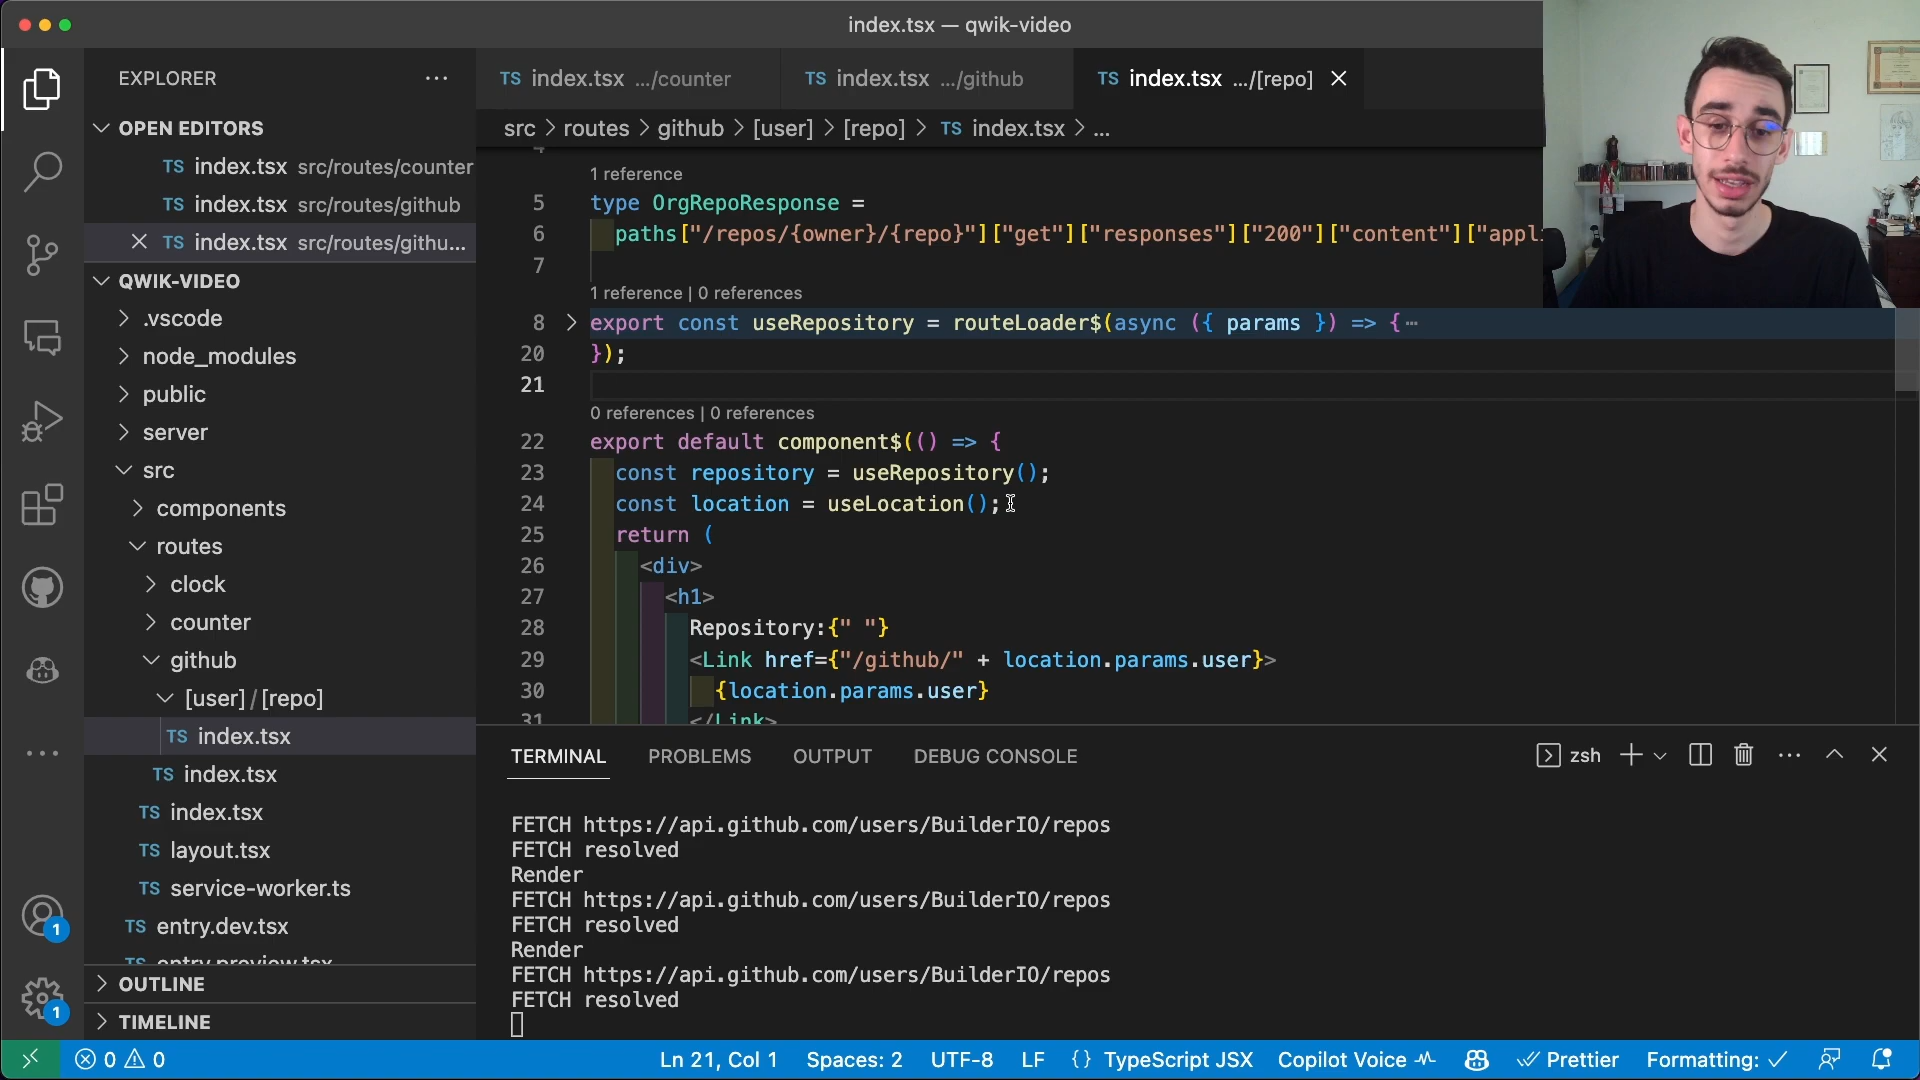 index.tsx — qwik-video
EXPLORER
TS index.tsx .../counter
TS index.tsx .../github
TS index.tsx .../[repo]
src > routes > github > [user] > [repo] > TS index.tsx > ...
OPEN EDITORS
TS index.tsx src/routes/counter
TS index.tsx src/routes/github
TS index.tsx src/routes/githu...
QWIK-VIDEO
.vscode
node_modules
public
server
src
components
routes
clock
counter
github
[user]/[repo]
TS index.tsx
TS index.tsx
TS index.tsx
TS layout.tsx
TS service-worker.ts
TS entry.dev.tsx
TS entry.preview.tsx
OUTLINE
TIMELINE
4
1 reference
5 type OrgRepoResponse =
6 paths["/repos/{owner}/{repo}"]["get"]["responses"]["200"]["content"]["appli
7
1 reference | 0 references
8 export const useRepository = routeLoader$(async ({ params }) => {⋯
20 });
21
0 references | 0 references
22 export default component$(() => {
23 const repository = useRepository();
24 const location = useLocation();
25 return (
26 <div>
27 <h1>
28 Repository:{" "}
29 <Link href={"/github/" + location.params.user}>
30 {location.params.user}
31 </Link>
TERMINAL PROBLEMS OUTPUT DEBUG CONSOLE
zsh
FETCH https://api.github.com/users/BuilderIO/repos
FETCH resolved
Render
FETCH https://api.github.com/users/BuilderIO/repos
FETCH resolved
Render
FETCH https://api.github.com/users/BuilderIO/repos
FETCH resolved
1
1
0 0
Ln 21, Col 1 Spaces: 2 UTF-8 LF {} TypeScript JSX Copilot Voice Prettier Formatting: ✓